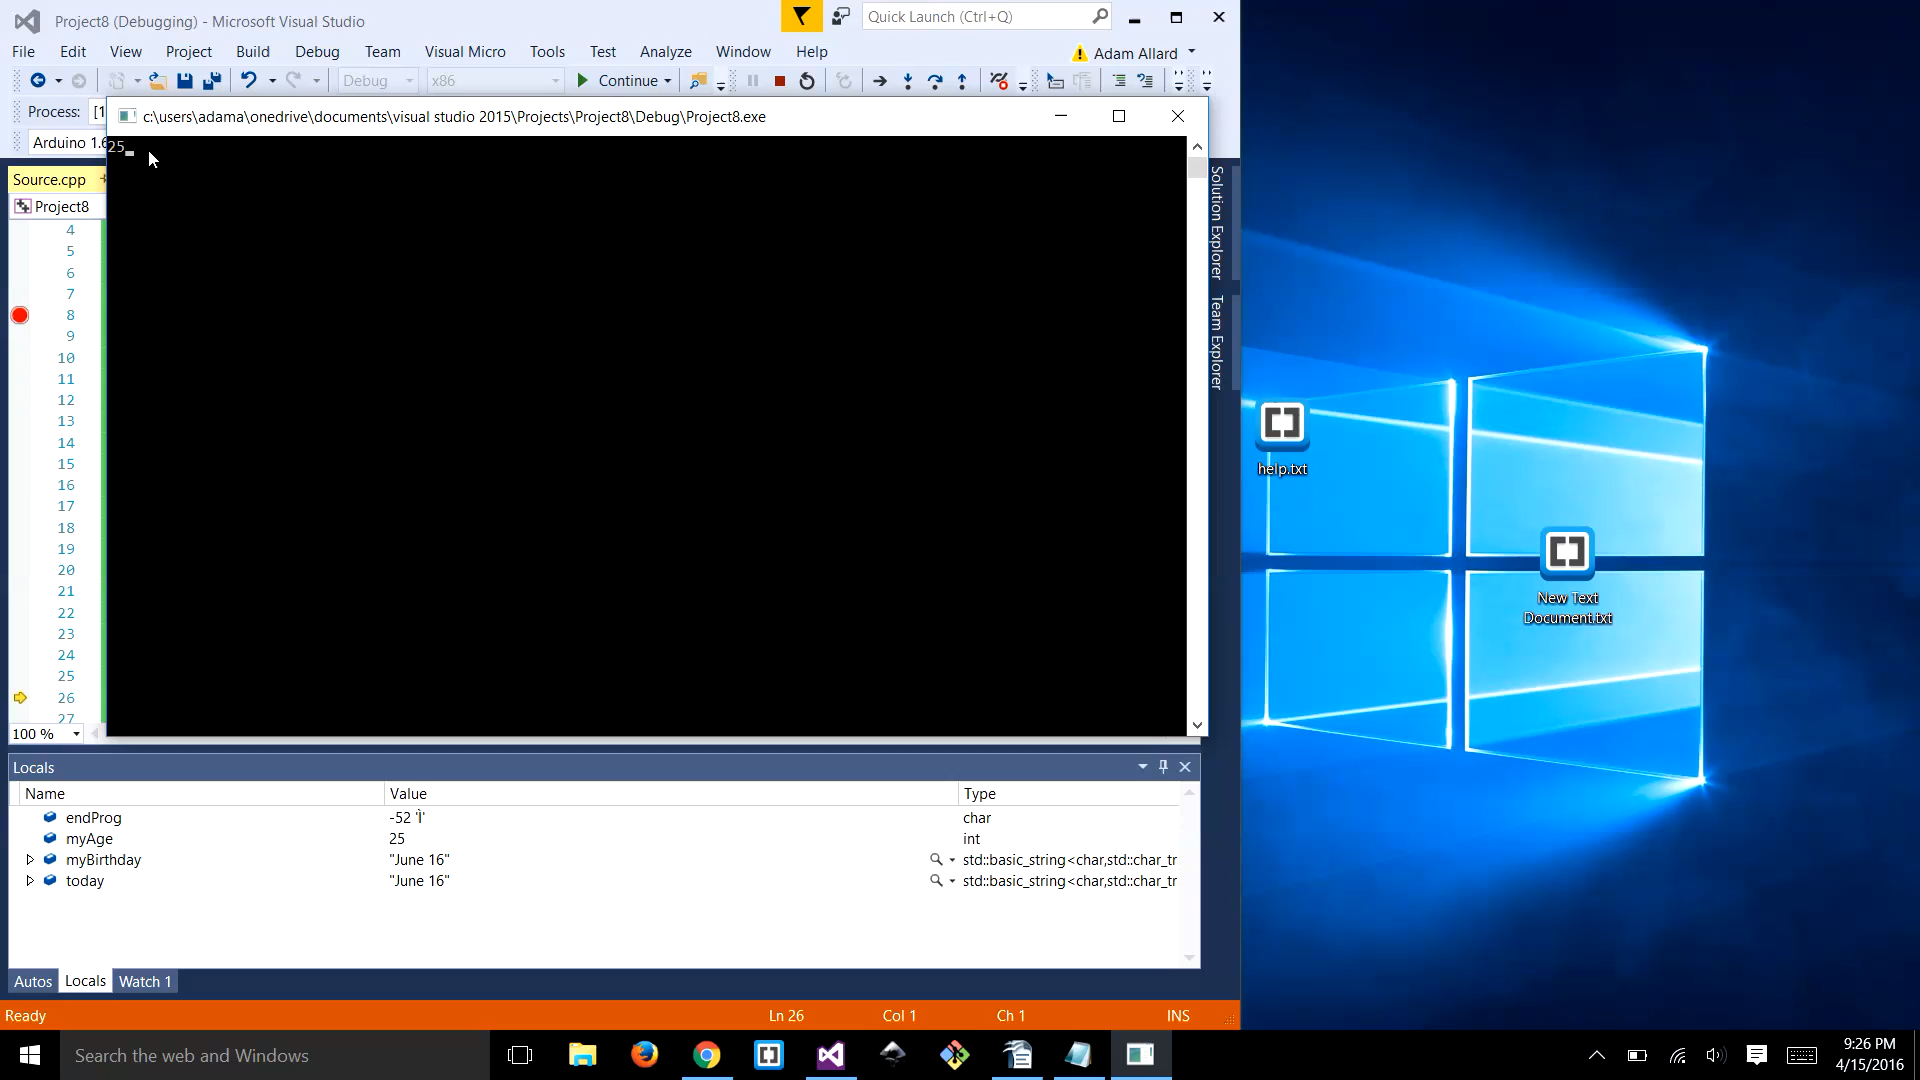 Project8 (Debugging) - Microsoft Visual Studio
Quick Launch (Ctrl+Q)
File Edit View Project Build Debug Team Visual Micro Tools Test Analyze Window Help
Adam Allard
Debug x86 Continue
Process: [1
Arduino 1.6
c:\users\adama\onedrive\documents\visual studio 2015\Projects\Project8\Debug\Project8.exe
25_
Source.cpp
Project8
4
5
6
7
8
9
10
11
12
13
14
15
16
17
18
19
20
21
22
23
24
25
26
27
100 %
Solution Explorer
Team Explorer
help.txt
New Text
Document.txt
Locals
Name Value Type
endProg -52 'Ì' char
myAge 25 int
myBirthday "June 16" std::basic_string<char,std::char_tr
today "June 16" std::basic_string<char,std::char_tr
Autos Locals Watch 1
Ready Ln 26 Col 1 Ch 1 INS
Search the web and Windows
9:26 PM
4/15/2016